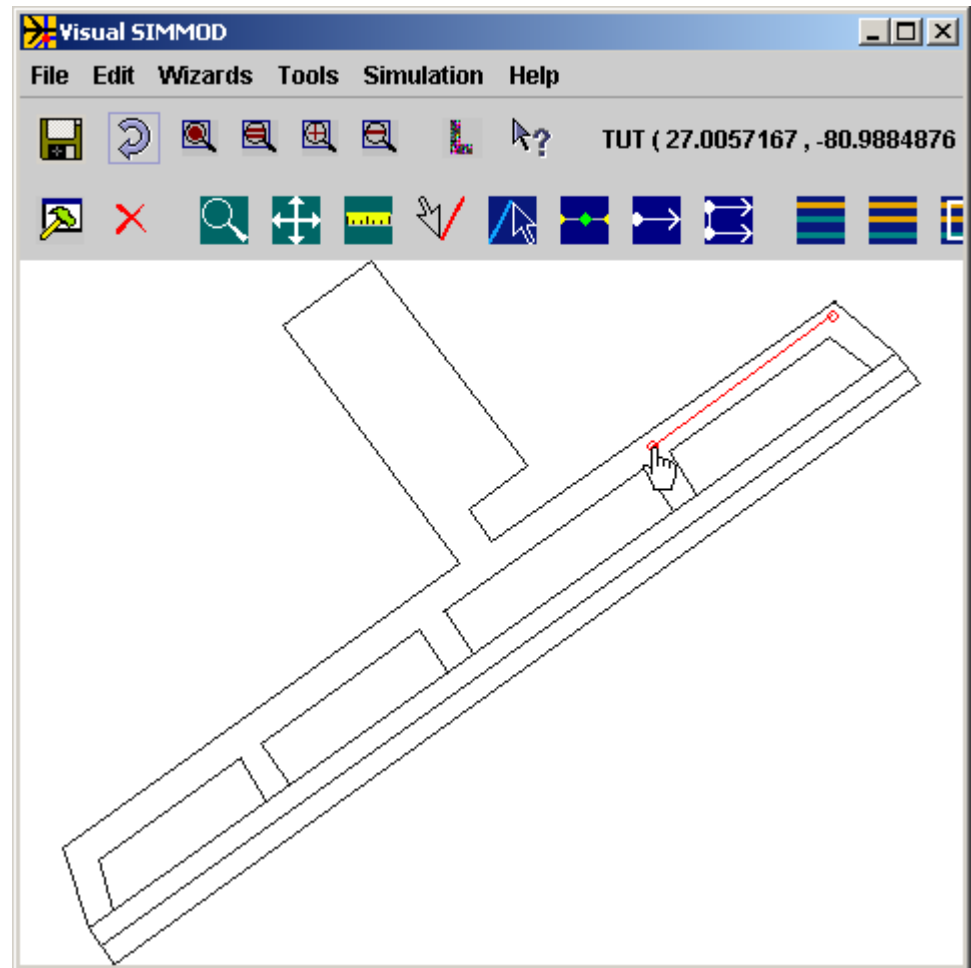 Visual SIMMOD
File Edit Wizards Tools Simulation Help
TUT ( 27.0057167 , -80.9884876